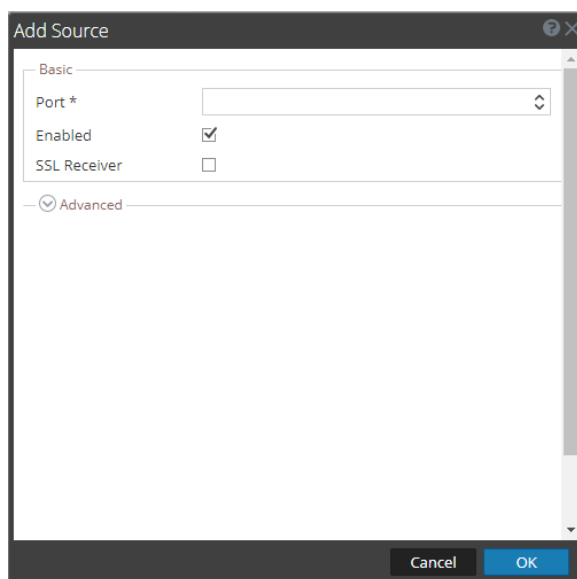 Add Source
Basic
Port *
Enabled
SSL Receiver
Advanced
Cancel OK